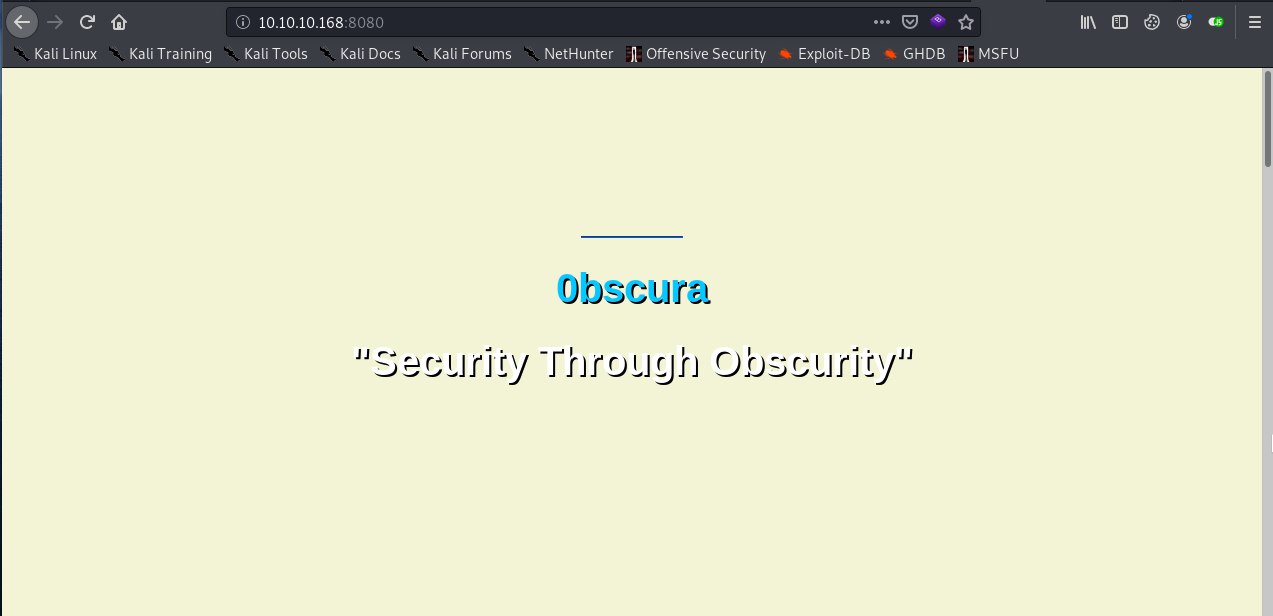 10.10.10.168:8080
Kali Linux Kali Training Kali Tools Kali Docs Kali Forums NetHunter Offensive Security Exploit-DB GHDB MSFU
0bscura
"Security Through Obscurity"